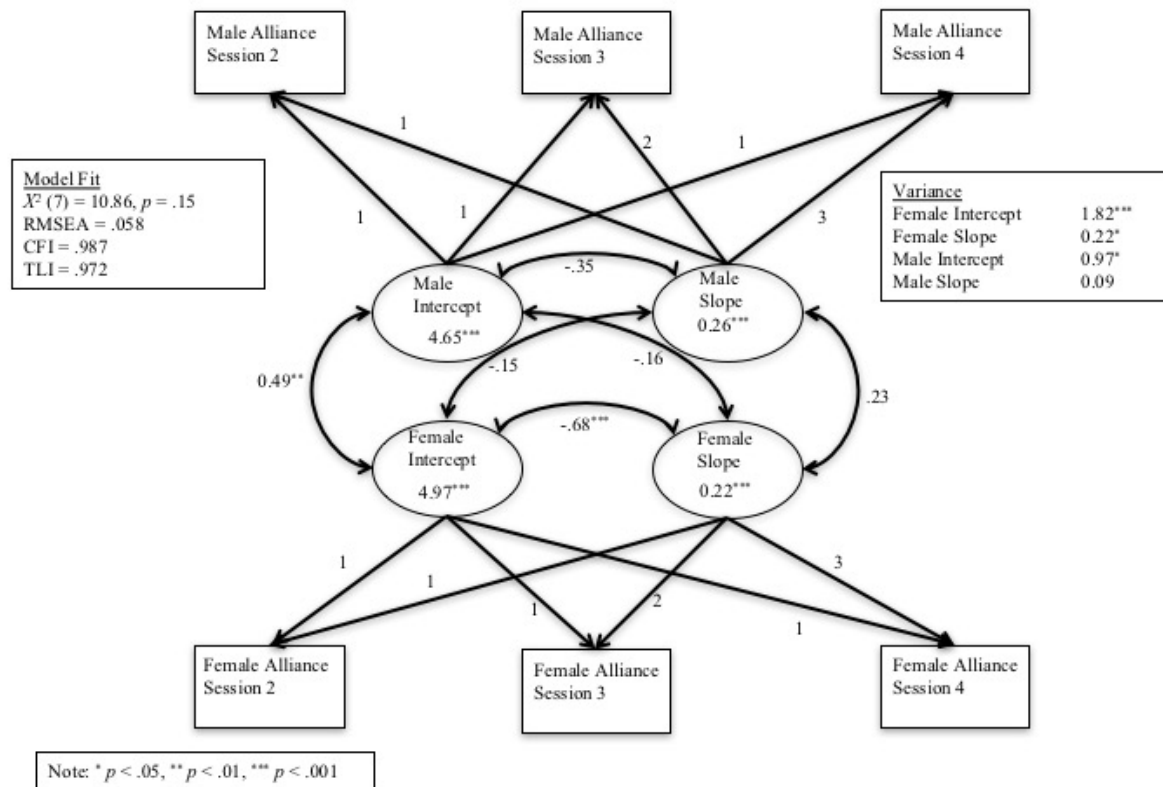 Male Alliance
Session 2
Male Alliance
Session 3
Male Alliance
Session 4
1
2
1
Model Fit
X² (7) = 10.86, p = .15
RMSEA = .058
CFI = .987
TLI = .972
1
1
3
Variance
Female Intercept 1.82***
Female Slope 0.22*
Male Intercept 0.97*
Male Slope 0.09
-.35
Male
Intercept
4.65***
Male
Slope
0.26***
-.15
-.16
0.49**
.23
-.68***
Female
Intercept
4.97***
Female
Slope
0.22***
1
1
1
2
3
1
Female Alliance
Session 2
Female Alliance
Session 3
Female Alliance
Session 4
Note: * p < .05, ** p < .01, *** p < .001